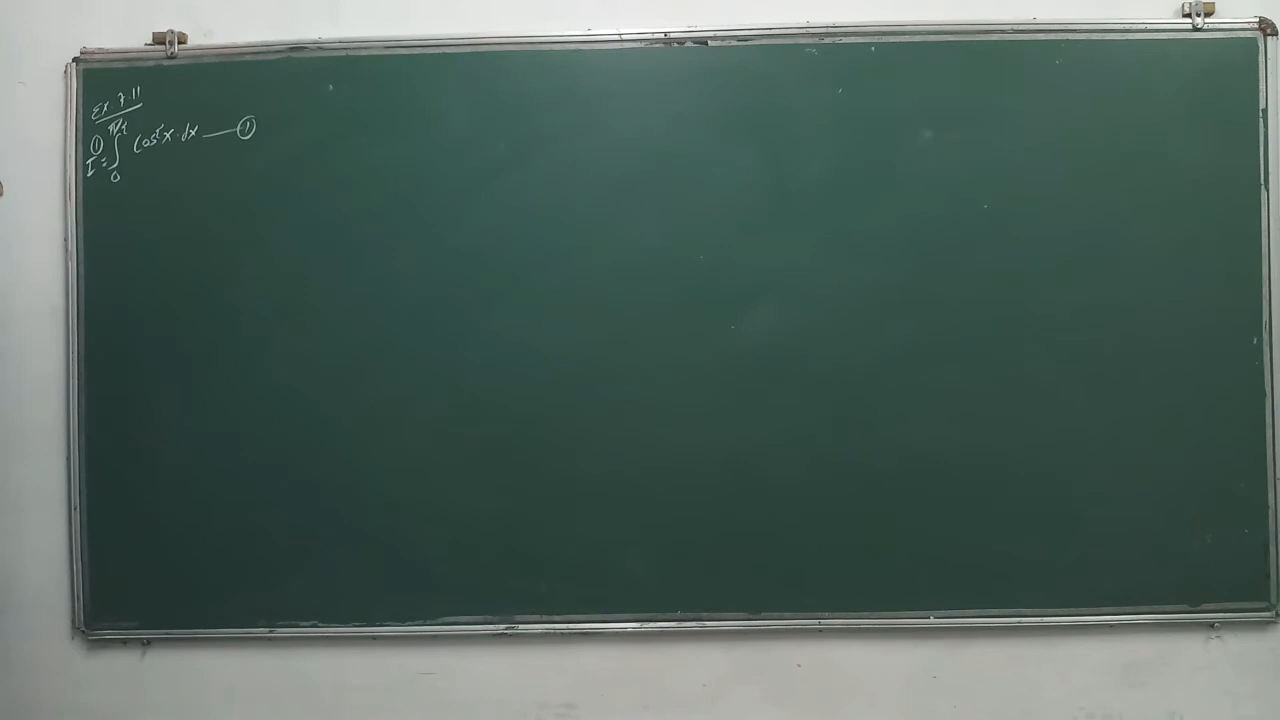 Ex. 7.11
① I = ∫₀^{π/2} cos²x · dx —①